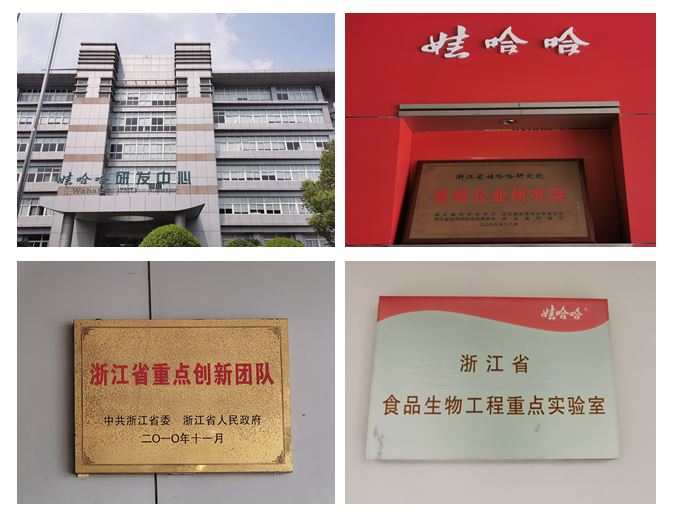 娃哈哈研发中心
娃哈哈
浙江省娃哈哈研究院
省级企业研究院
浙江省重点创新团队
中共浙江省委 浙江省人民政府
二〇一〇年十一月
娃哈哈®
浙江省
食品生物工程重点实验室